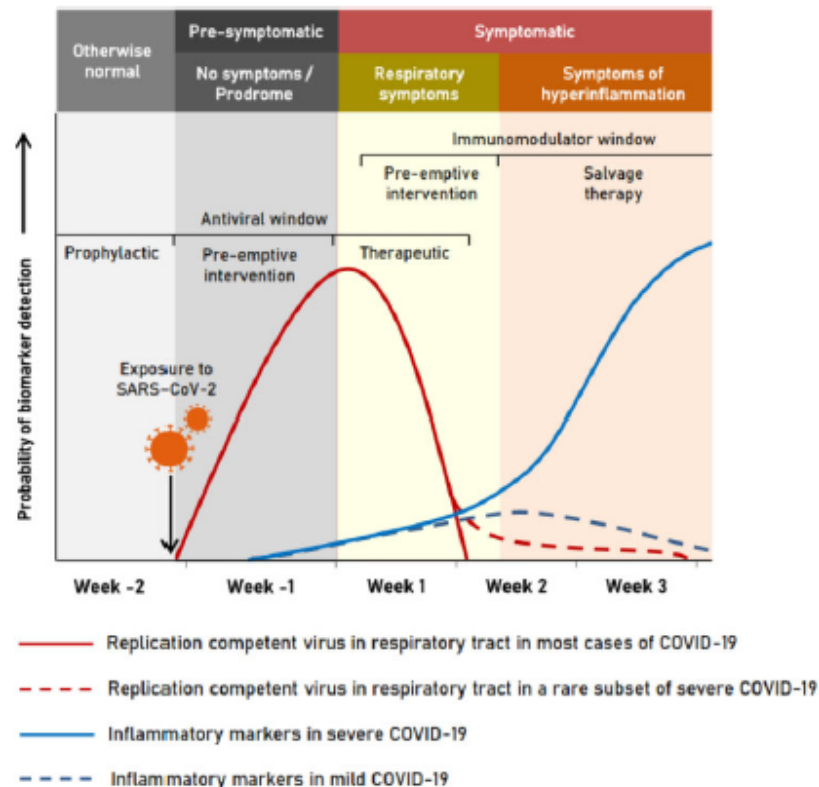 Otherwise
normal
Pre-symptomatic
Symptomatic
No symptoms /
Prodrome
Respiratory
symptoms
Symptoms of
hyperinflammation
Immunomodulator window
Pre-emptive
intervention
Salvage
therapy
Antiviral window
Prophylactic
Pre-emptive
intervention
Therapeutic
Exposure to
SARS-CoV-2
Probability of biomarker detection
Week -2
Week -1
Week 1
Week 2
Week 3
Replication competent virus in respiratory tract in most cases of COVID-19
Replication competent virus in respiratory tract in a rare subset of severe COVID-19
Inflammatory markers in severe COVID-19
Inflammatory markers in mild COVID-19